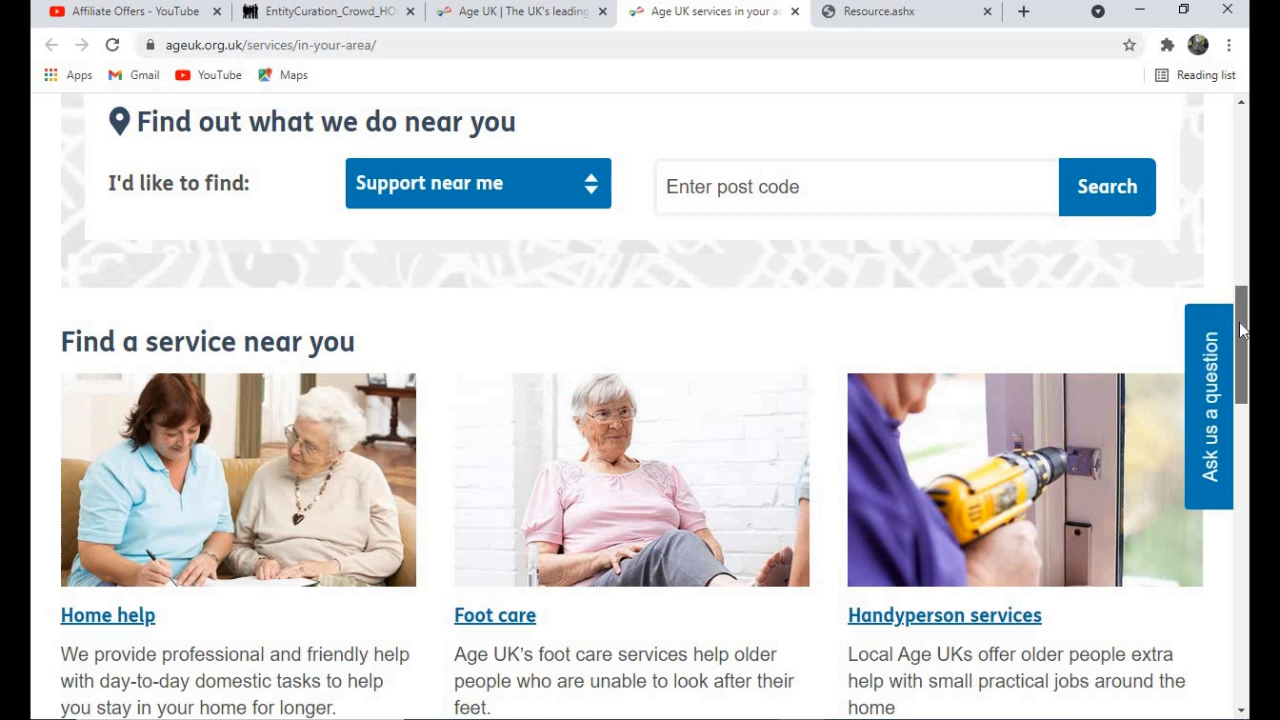 Affiliate Offers - YouTube
EntityCuration_Crowd_HO
Age UK | The UK's leading
Age UK services in your a
Resource.ashx
ageuk.org.uk/services/in-your-area/
Apps
Gmail
YouTube
Maps
Reading list
Find out what we do near you
I'd like to find:
Support near me
Enter post code
Search
Find a service near you
Ask us a question
Home help
Foot care
Handyperson services
We provide professional and friendly help
with day-to-day domestic tasks to help
you stay in your home for longer.
Age UK's foot care services help older
people who are unable to look after their
feet.
Local Age UKs offer older people extra
help with small practical jobs around the
home